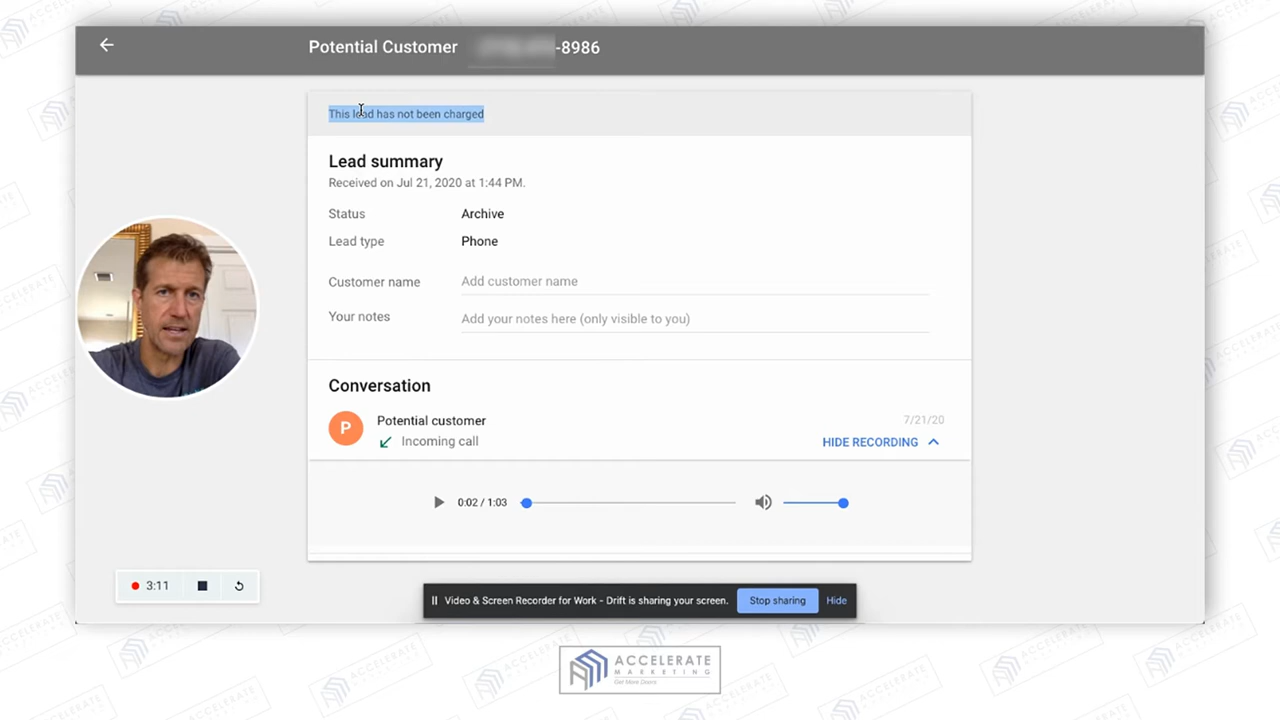 Potential Customer -8986
This lead has not been charged
Lead summary
Received on Jul 21, 2020 at 1:44 PM.
Status Archive
Lead type Phone
Customer name Add customer name
Your notes Add your notes here (only visible to you)
Conversation
P
Potential customer 7/21/20
Incoming call HIDE RECORDING
0:02 / 1:03
3:11
Video & Screen Recorder for Work - Drift is sharing your screen. Stop sharing Hide
ACCELERATE
MARKETING
Get More Doors